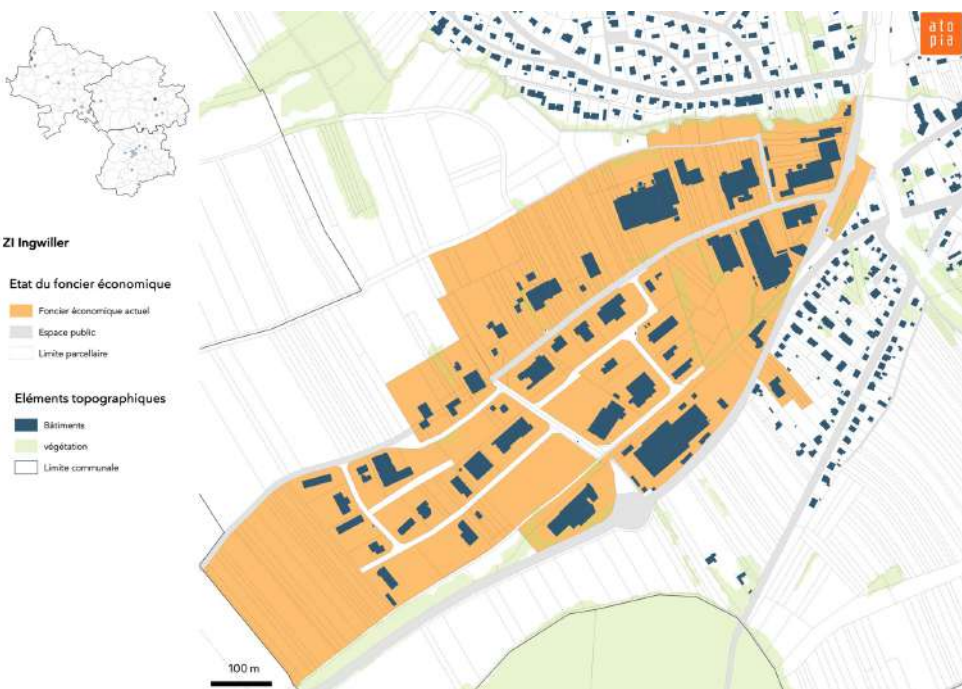 ato
pia
ZI Ingwiller
Etat du foncier économique
Foncier économique actuel
Espace public
Limite parcellaire
Eléments topographiques
Bâtiments
végétation
Limite communale
100 m